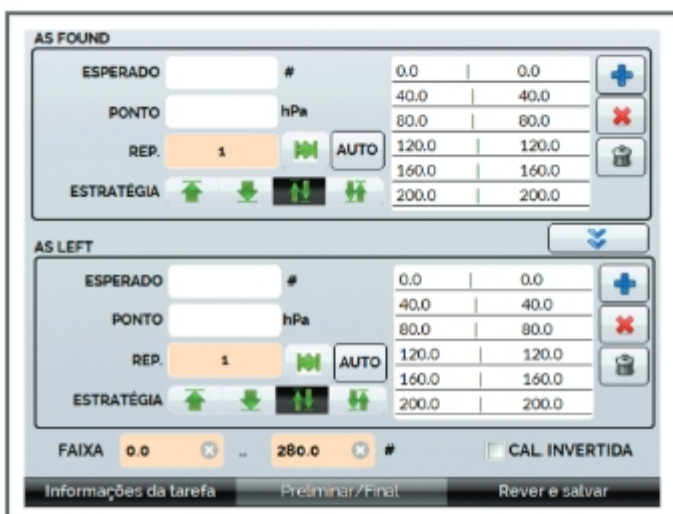 AS FOUND
ESPERADO #
PONTO hPa
REP. 1 AUTO
ESTRATÉGIA
0.0 | 0.0
40.0 | 40.0
80.0 | 80.0
120.0 | 120.0
160.0 | 160.0
200.0 | 200.0
AS LEFT
ESPERADO #
PONTO hPa
REP. 1 AUTO
ESTRATÉGIA
0.0 | 0.0
40.0 | 40.0
80.0 | 80.0
120.0 | 120.0
160.0 | 160.0
200.0 | 200.0
FAIXA 0.0 .. 280.0 # CAL. INVERTIDA
Informações da tarefa Preliminar/Final Rever e salvar